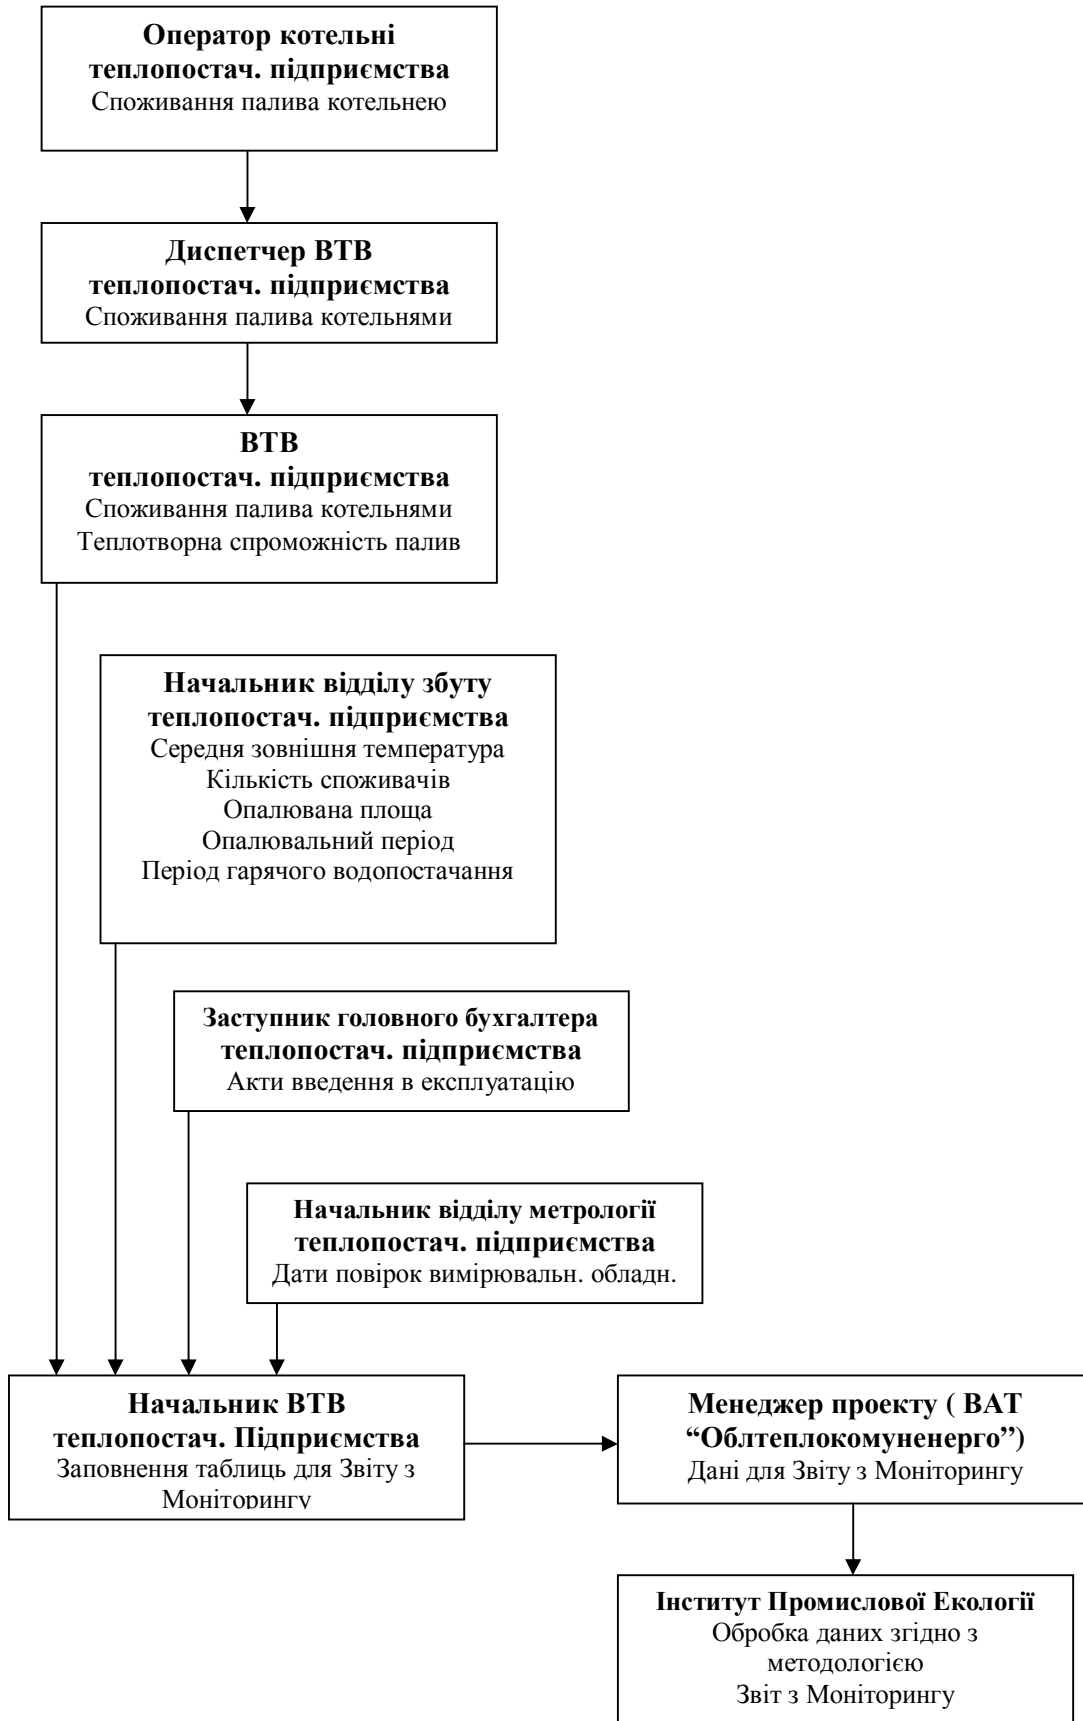 Оператор котельні
теплопостач. підприємства
Споживання палива котельнею
Диспетчер ВТВ
теплопостач. підприємства
Споживання палива котельнями
ВТВ
теплопостач. підприємства
Споживання палива котельнями
Теплотворна спроможність палив
Начальник відділу збуту
теплопостач. підприємства
Середня зовнішня температура
Кількість споживачів
Опалювана площа
Опалювальний період
Період гарячого водопостачання
Заступник головного бухгалтера
теплопостач. підприємства
Акти введення в експлуатацію
Начальник відділу метрології
теплопостач. підприємства
Дати повірок вимірювальн. обладн.
Начальник ВТВ
теплопостач. Підприємства
Заповнення таблиць для Звіту з
Моніторингу
Менеджер проекту ( ВАТ
“Облтеплокомуненерго”)
Дані для Звіту з Моніторингу
Інститут Промислової Екології
Обробка даних згідно з
методологією
Звіт з Моніторингу